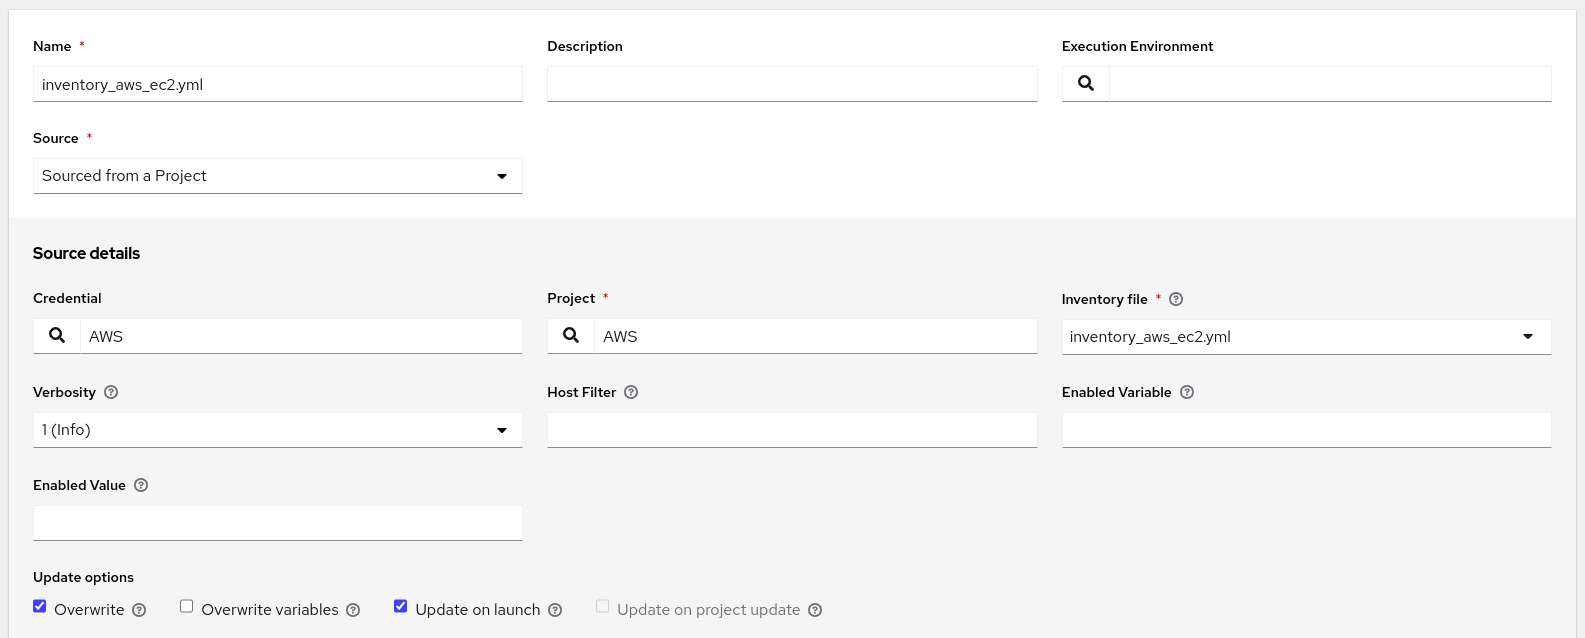 Name *
Description
Execution Environment
inventory_aws_ec2.yml
Source *
Sourced from a Project
Source details
Credential
Project *
Inventory file *
AWS
AWS
inventory_aws_ec2.yml
Verbosity
Host Filter
Enabled Variable
1 (Info)
Enabled Value
Update options
Overwrite
Overwrite variables
Update on launch
Update on project update